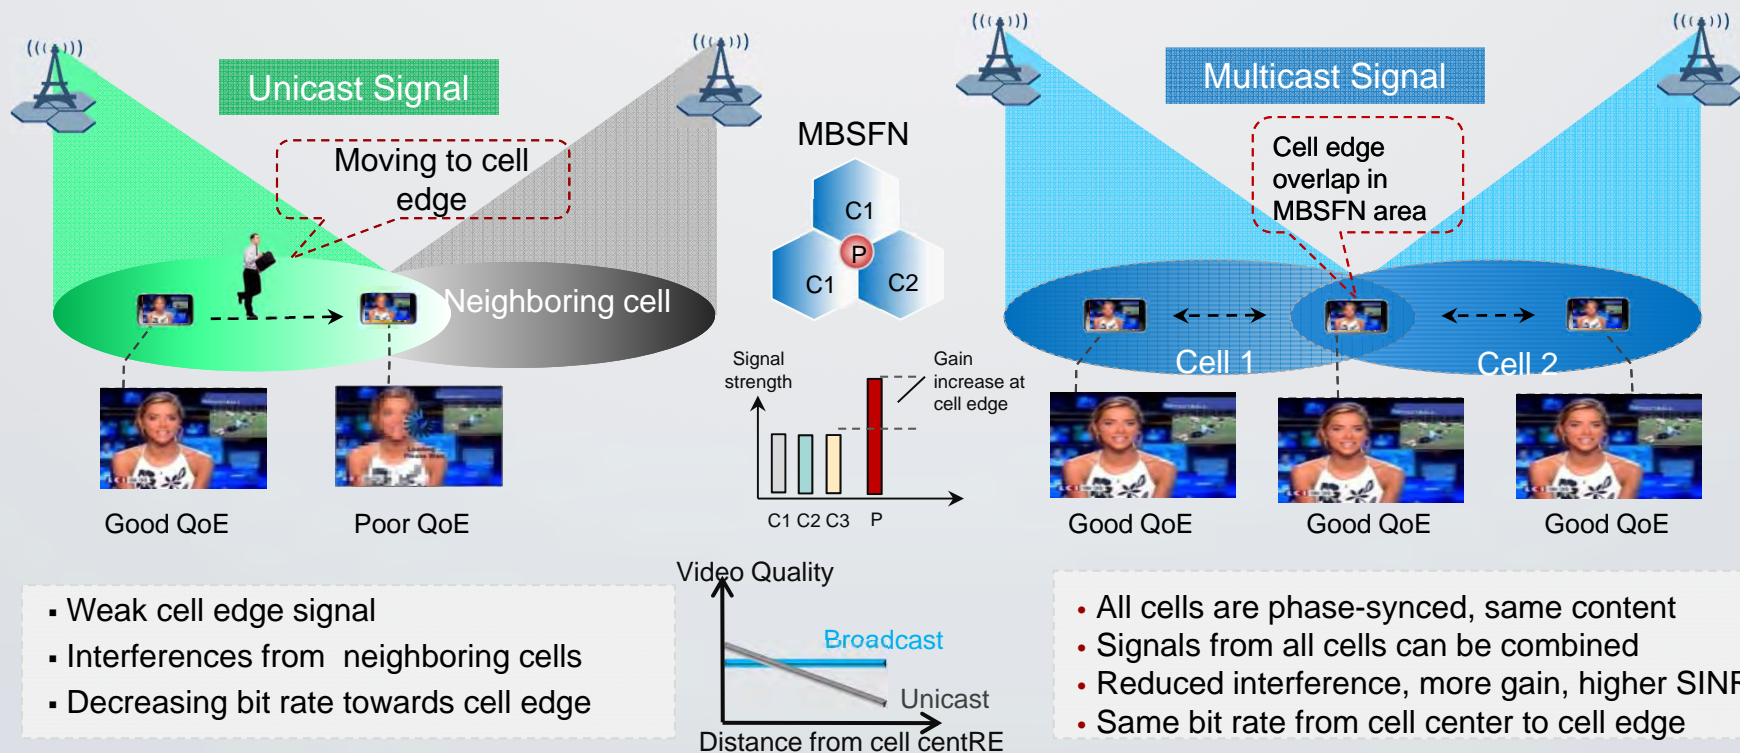 Unicast Signal
Moving to cell
edge
Neighboring cell
Good QoE
Poor QoE
▪ Weak cell edge signal
▪ Interferences from neighboring cells
▪ Decreasing bit rate towards cell edge
MBSFN
C1
P
C1
C2
Signal
strength
Gain
increase at
cell edge
C1 C2 C3 P
Video Quality
Broadcast
Unicast
Distance from cell centRE
Multicast Signal
Cell edge
overlap in
MBSFN area
Cell 1
Cell 2
Good QoE
Good QoE
Good QoE
• All cells are phase-synced, same content
• Signals from all cells can be combined
• Reduced interference, more gain, higher SINR
• Same bit rate from cell center to cell edge